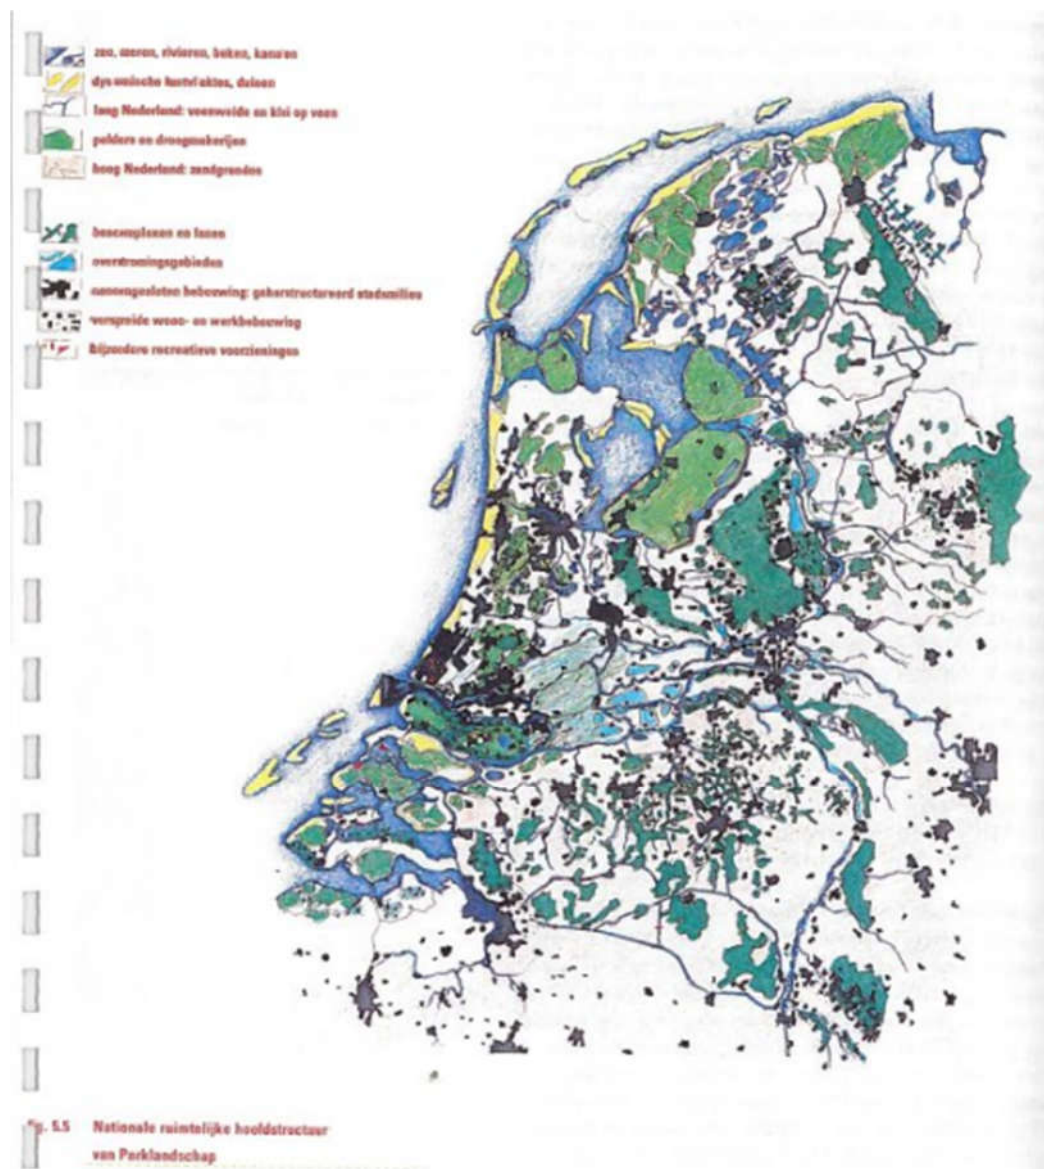 zee, meren, rivieren, beken, kanalen
dynamische kustvlaktes, duinen
laag Nederland: veenweide en klei op veen
polders en droogmakerijen
hoog Nederland: zandgronden
boscomplexen en
overstromingsgebieden
aaneengesloten bebouwing: geherstructureerd stadsmilieu
verspreide woon- en werkbebouwing
bijzondere recreatieve voorzieningen
fig. 5.5 Nationale ruimtelijke hoofdstructuur
van Parklandschap